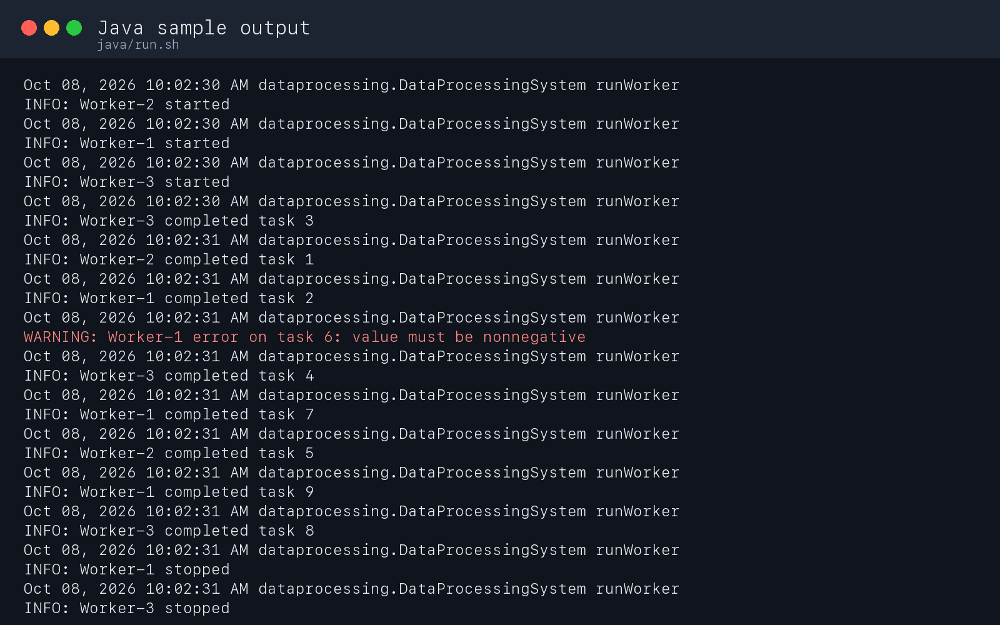 Java sample output
java/run.sh
Oct 08, 2026 10:02:30 AM dataprocessing.DataProcessingSystem runWorker
INFO: Worker-2 started
Oct 08, 2026 10:02:30 AM dataprocessing.DataProcessingSystem runWorker
INFO: Worker-1 started
Oct 08, 2026 10:02:30 AM dataprocessing.DataProcessingSystem runWorker
INFO: Worker-3 started
Oct 08, 2026 10:02:30 AM dataprocessing.DataProcessingSystem runWorker
INFO: Worker-3 completed task 3
Oct 08, 2026 10:02:31 AM dataprocessing.DataProcessingSystem runWorker
INFO: Worker-2 completed task 1
Oct 08, 2026 10:02:31 AM dataprocessing.DataProcessingSystem runWorker
INFO: Worker-1 completed task 2
Oct 08, 2026 10:02:31 AM dataprocessing.DataProcessingSystem runWorker
WARNING: Worker-1 error on task 6: value must be nonnegative
Oct 08, 2026 10:02:31 AM dataprocessing.DataProcessingSystem runWorker
INFO: Worker-3 completed task 4
Oct 08, 2026 10:02:31 AM dataprocessing.DataProcessingSystem runWorker
INFO: Worker-1 completed task 7
Oct 08, 2026 10:02:31 AM dataprocessing.DataProcessingSystem runWorker
INFO: Worker-2 completed task 5
Oct 08, 2026 10:02:31 AM dataprocessing.DataProcessingSystem runWorker
INFO: Worker-1 completed task 9
Oct 08, 2026 10:02:31 AM dataprocessing.DataProcessingSystem runWorker
INFO: Worker-3 completed task 8
Oct 08, 2026 10:02:31 AM dataprocessing.DataProcessingSystem runWorker
INFO: Worker-1 stopped
Oct 08, 2026 10:02:31 AM dataprocessing.DataProcessingSystem runWorker
INFO: Worker-3 stopped